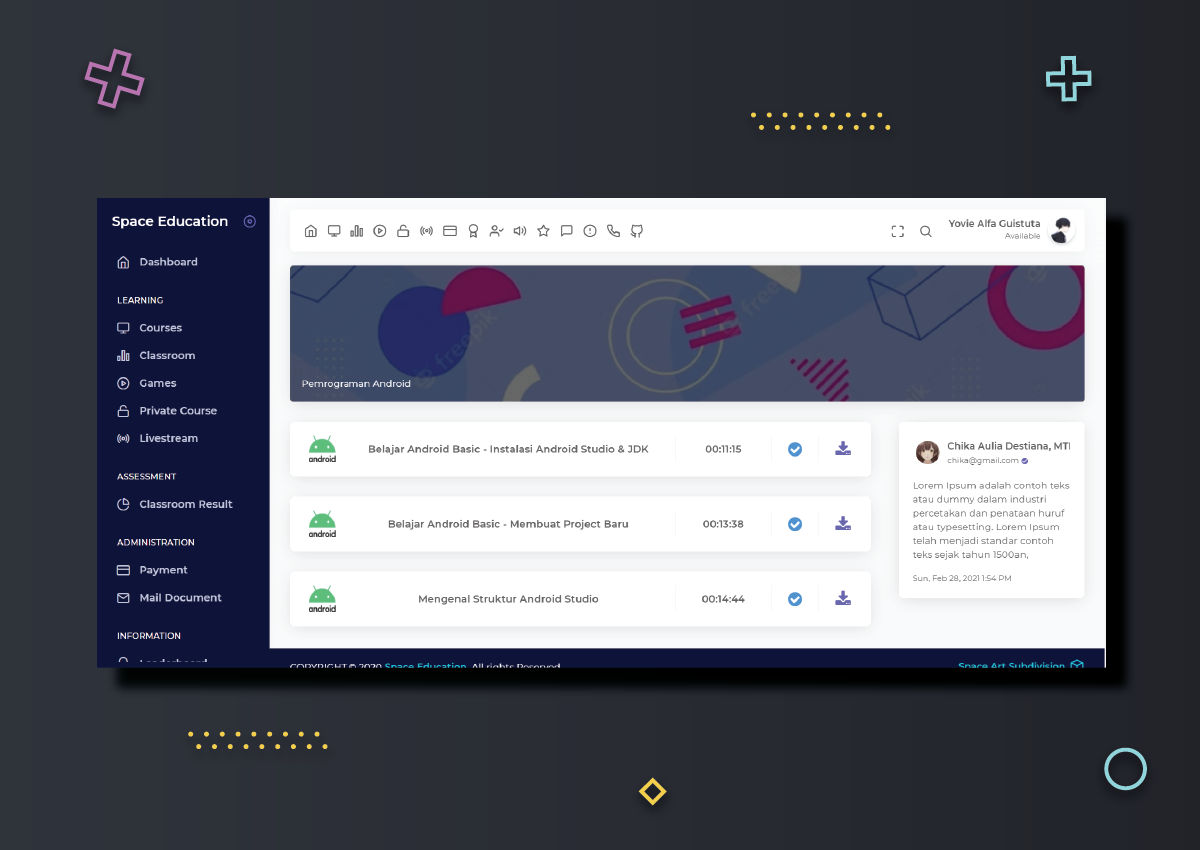 Space Education
Dashboard
LEARNING
Courses
Classroom
Games
Private Course
Livestream
ASSESSMENT
Classroom Result
ADMINISTRATION
Payment
Mail Document
INFORMATION
Leaderboard
Yovie Alfa Guistuta
Available
freepik
free
Pemrograman Android
android
Belajar Android Basic - Instalasi Android Studio & JDK
00:11:15
android
Belajar Android Basic - Membuat Project Baru
00:13:38
android
Mengenal Struktur Android Studio
00:14:44
Chika Aulia Destiana, MTI
chika@gmail.com
Lorem Ipsum adalah contoh teks
atau dummy dalam industri
percetakan dan penataan huruf
atau typesetting. Lorem Ipsum
telah menjadi standar contoh
teks sejak tahun 1500an,
Sun, Feb 28, 2021 1:54 PM
COPYRIGHT © 2020 Space Education, All rights Reserved
Space Art Subdivision